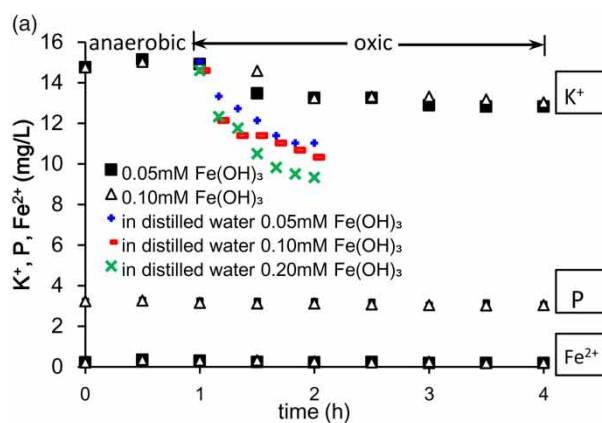 (a)
anaerobic oxic
16
14
12
10
8
6
4
2
0
K⁺, P, Fe²⁺ (mg/L)
0.05mM Fe(OH)₃
0.10mM Fe(OH)₃
in distilled water 0.05mM Fe(OH)₃
in distilled water 0.10mM Fe(OH)₃
in distilled water 0.20mM Fe(OH)₃
K⁺
P
Fe²⁺
0 1 2 3 4
time (h)